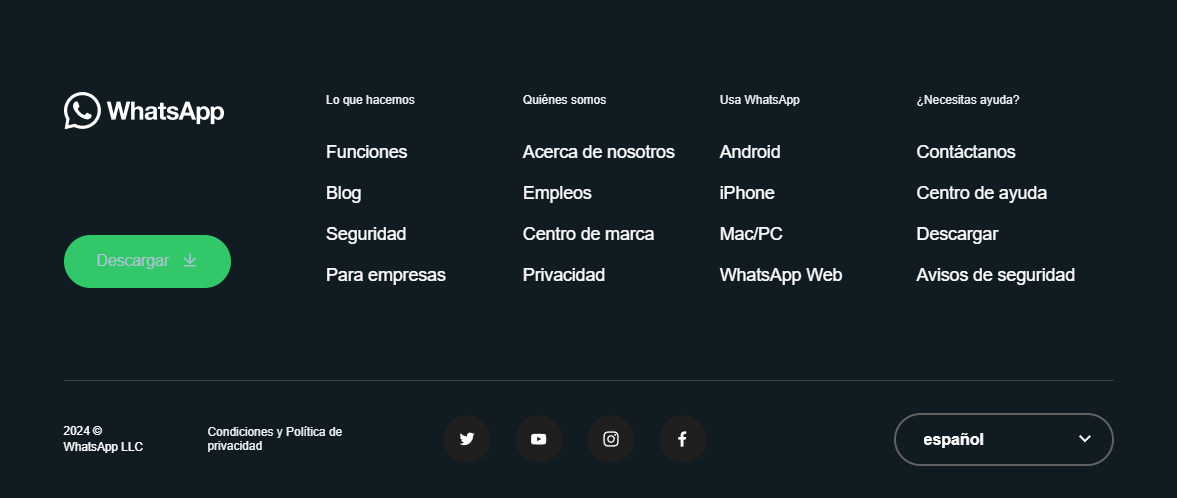 WhatsApp
Descargar
Lo que hacemos
Funciones
Blog
Seguridad
Para empresas
Quiénes somos
Acerca de nosotros
Empleos
Centro de marca
Privacidad
Usa WhatsApp
Android
iPhone
Mac/PC
WhatsApp Web
¿Necesitas ayuda?
Contáctanos
Centro de ayuda
Descargar
Avisos de seguridad
2024 ©
WhatsApp LLC
Condiciones y Política de
privacidad
español